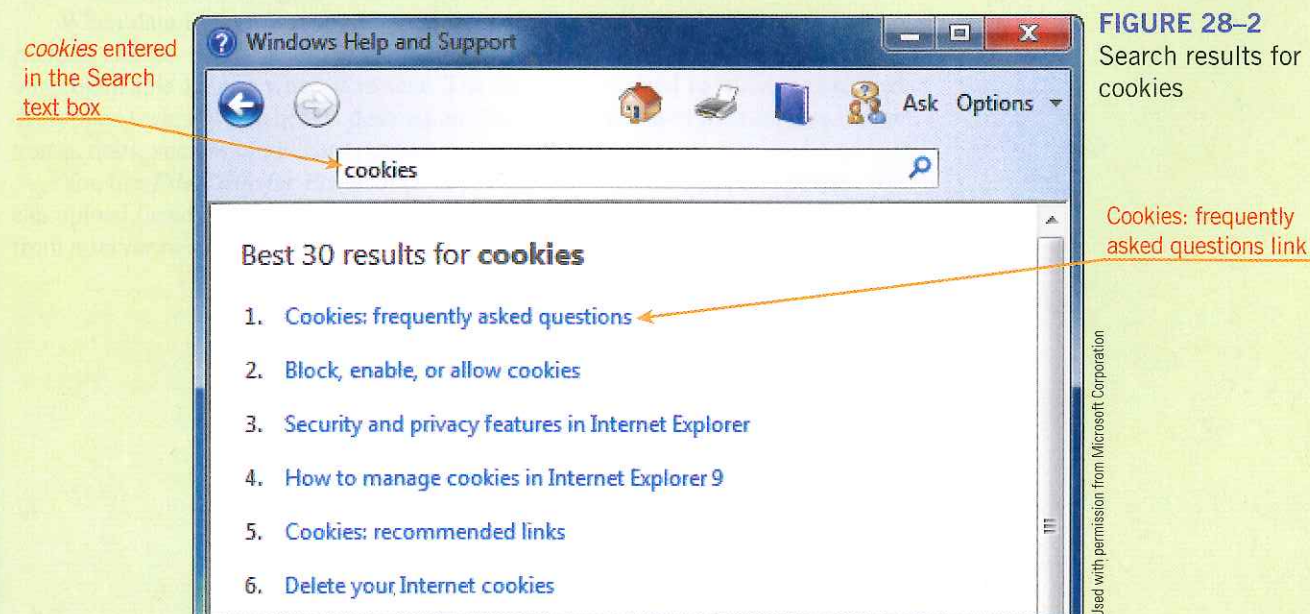 FIGURE 28–2
Search results for
cookies
cookies entered
in the Search
text box
Windows Help and Support
Ask Options
cookies
Best 30 results for cookies
1. Cookies: frequently asked questions
2. Block, enable, or allow cookies
3. Security and privacy features in Internet Explorer
4. How to manage cookies in Internet Explorer 9
5. Cookies: recommended links
6. Delete your Internet cookies
Cookies: frequently
asked questions link
Used with permission from Microsoft Corporation